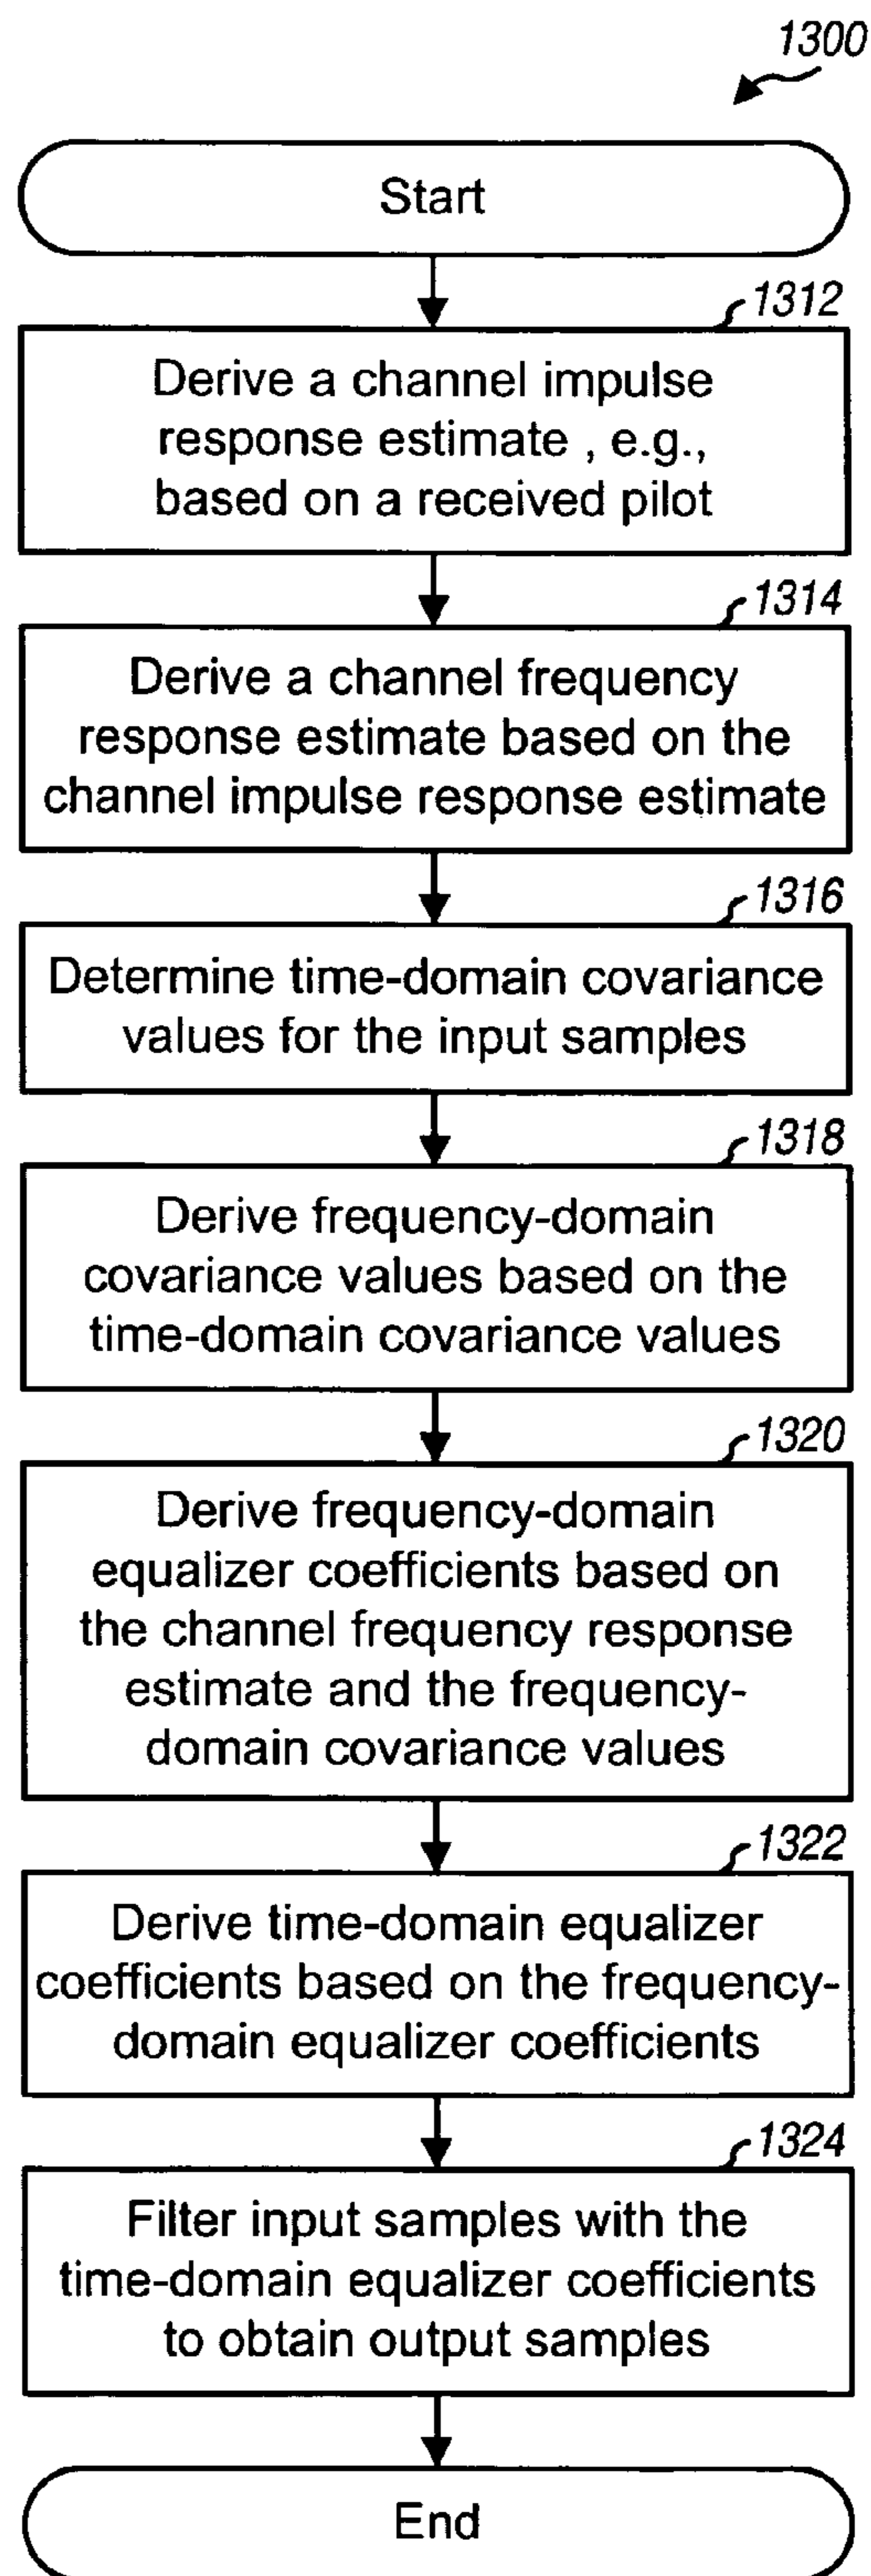 1300
Start
1312
Derive a channel impulse
response estimate , e.g.,
based on a received pilot
1314
Derive a channel frequency
response estimate based on the
channel impulse response estimate
1316
Determine time-domain covariance
values for the input samples
1318
Derive frequency-domain
covariance values based on the
time-domain covariance values
1320
Derive frequency-domain
equalizer coefficients based on
the channel frequency response
estimate and the frequency-
domain covariance values
1322
Derive time-domain equalizer
coefficients based on the frequency-
domain equalizer coefficients
1324
Filter input samples with the
time-domain equalizer coefficients
to obtain output samples
End